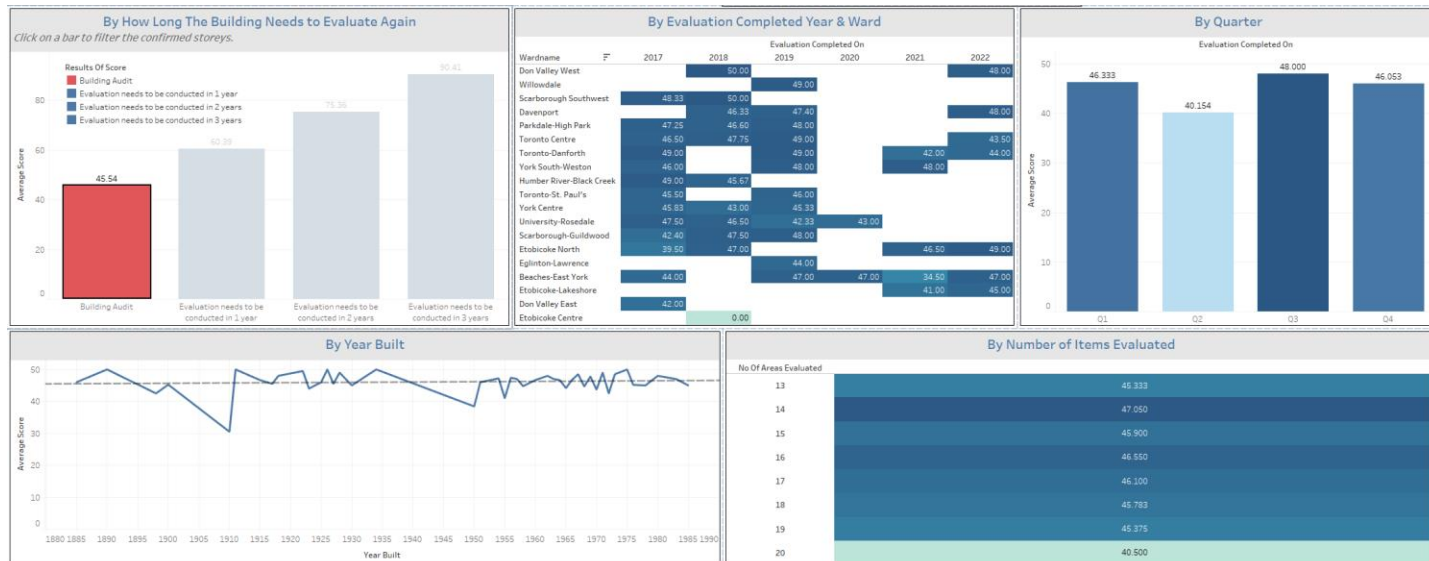 By How Long The Building Needs to Evaluate Again
Click on a bar to filter the confirmed storeys.
Results Of Score
Building Audit
Evaluation needs to be conducted in 1 year
Evaluation needs to be conducted in 2 years
Evaluation needs to be conducted in 3 years
90.41
80
75.36
60
60.39
45.54
40
20
0
Average Score
Building Audit
Evaluation needs to be
conducted in 1 year
Evaluation needs to be
conducted in 2 years
Evaluation needs to be
conducted in 3 years
By Evaluation Completed Year & Ward
Evaluation Completed On
Wardname 2017 2018 2019 2020 2021 2022
Don Valley West 50.00 48.00
Willowdale 49.00
Scarborough Southwest 48.33 50.00
Davenport 46.33 47.40 48.00
Parkdale-High Park 47.25 46.60 48.00
Toronto Centre 46.50 47.75 49.00 43.50
Toronto-Danforth 49.00 49.00 42.00 44.00
York South-Weston 46.00 48.00 48.00
Humber River-Black Creek 49.00 45.67
Toronto-St. Paul's 45.50 46.00
York Centre 45.83 43.00 45.33
University-Rosedale 47.50 46.50 42.33 43.00
Scarborough-Guildwood 42.40 47.50 48.00
Etobicoke North 39.50 47.00 46.50 49.00
Eglinton-Lawrence 44.00
Beaches-East York 44.00 47.00 47.00 34.50 47.00
Etobicoke-Lakeshore 41.00 45.00
Don Valley East 42.00
Etobicoke Centre 0.00
By Quarter
Evaluation Completed On
50
46.333 40.154 48.000 46.053
40
30
20
10
0
Average Score
Q1 Q2 Q3 Q4
By Year Built
50
40
30
20
10
0
Average Score
1880 1885 1890 1895 1900 1905 1910 1915 1920 1925 1930 1935 1940 1945 1950 1955 1960 1965 1970 1975 1980 1985 1990
Year Built
By Number of Items Evaluated
No Of Areas Evaluated
13 45.333
14 47.050
15 45.900
16 46.550
17 46.100
18 45.783
19 45.375
20 40.500